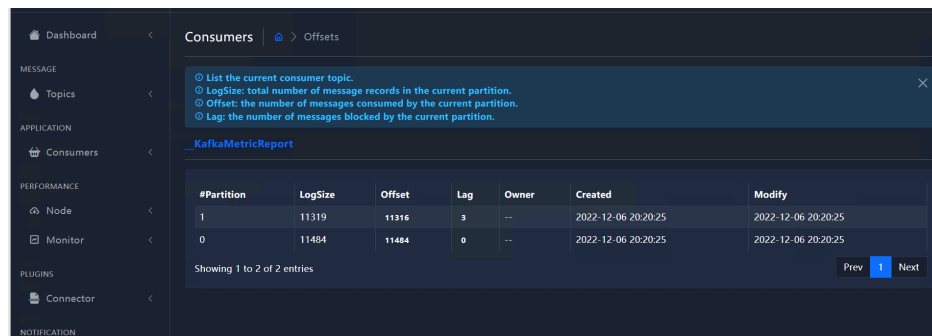 Dashboard <
MESSAGE
Topics <
APPLICATION
Consumers <
PERFORMANCE
Node <
Monitor <
PLUGINS
Connector <
NOTIFICATION
Consumers > Offsets
List the current consumer topic.
LogSize: total number of message records in the current partition.
Offset: the number of messages consumed by the current partition.
Lag: the number of messages blocked by the current partition.
__KafkaMetricReport
#Partition LogSize Offset Lag Owner Created Modify
1 11319 11316 3 -- 2022-12-06 20:20:25 2022-12-06 20:20:25
0 11484 11484 0 -- 2022-12-06 20:20:25 2022-12-06 20:20:25
Showing 1 to 2 of 2 entries
Prev 1 Next